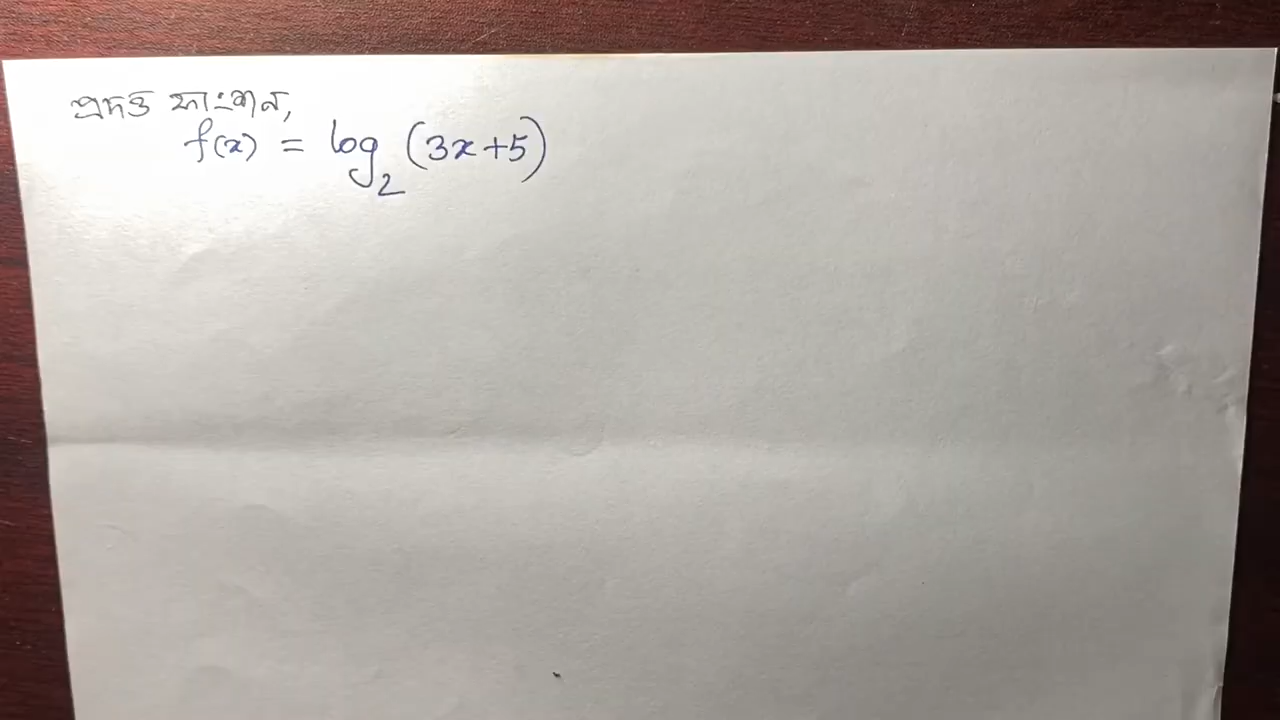 প্রদত্ত ফাংশন,
f(x) = log₂ (3x+5)